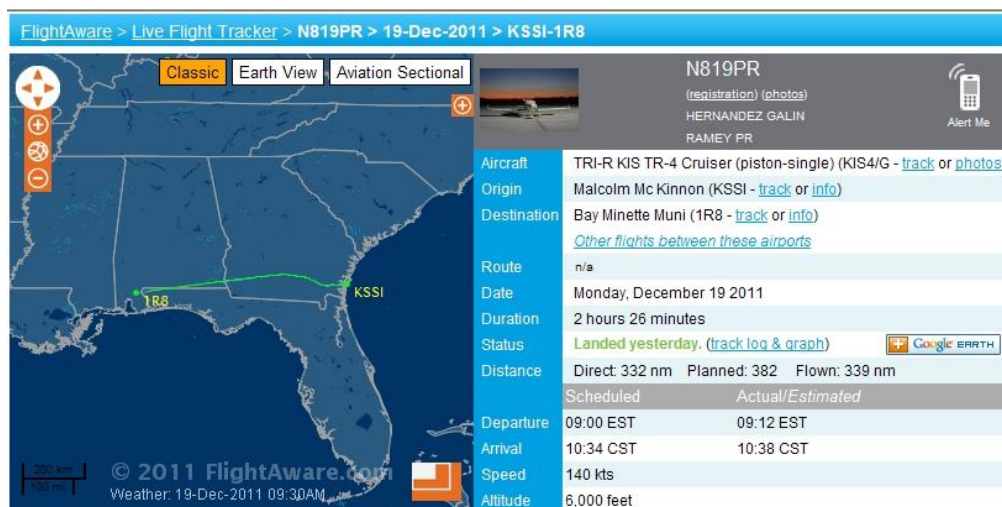 FlightAware > Live Flight Tracker > N819PR > 19-Dec-2011 > KSSI-1R8
Classic Earth View Aviation Sectional
1R8
KSSI
200 km
100 mi
© 2011 FlightAware.com
Weather: 19-Dec-2011 09:30AM
N819PR
(registration) (photos)
HERNANDEZ GALIN
RAMEY PR
Alert Me
Aircraft TRI-R KIS TR-4 Cruiser (piston-single) (KIS4/G - track or photos
Origin Malcolm Mc Kinnon (KSSI - track or info)
Destination Bay Minette Muni (1R8 - track or info)
Other flights between these airports
Route n/a
Date Monday, December 19 2011
Duration 2 hours 26 minutes
Status Landed yesterday. (track log & graph) Google EARTH
Distance Direct: 332 nm Planned: 382 Flown: 339 nm
Scheduled Actual/Estimated
Departure 09:00 EST 09:12 EST
Arrival 10:34 CST 10:38 CST
Speed 140 kts
Altitude 6,000 feet